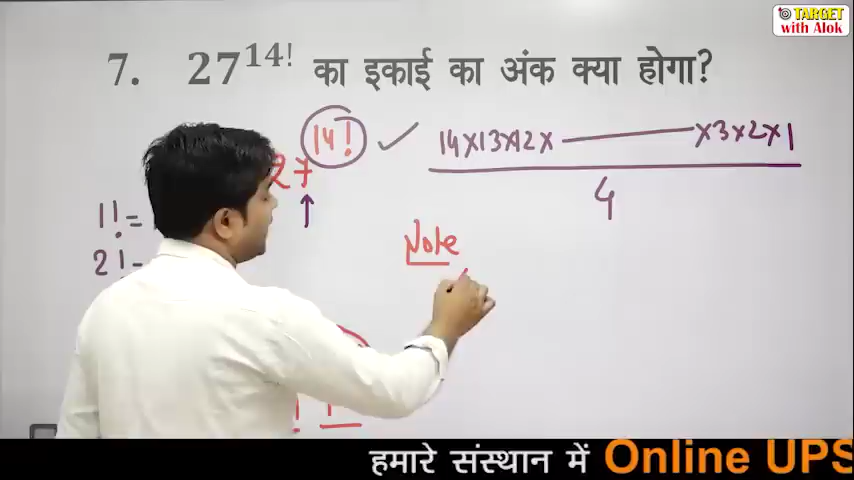 TARGET
with Alok
7. 27^14! का इकाई का अंक क्या होगा?
27^14! ✓ 14×13×12× ——— ×3×2×1
4
↑
1! =
2! =
Note
हमारे संस्थान में Online UPS